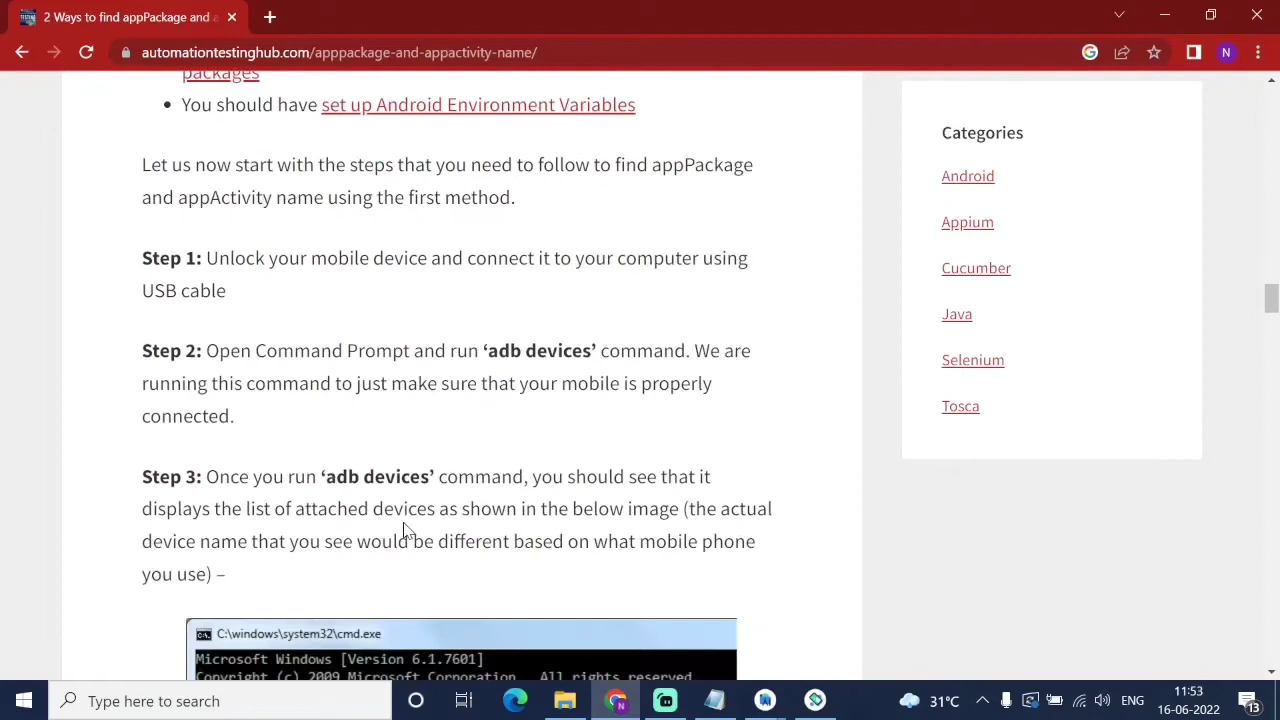 2 Ways to find appPackage and a
automationtestinghub.com/apppackage-and-appactivity-name/
N
packages
You should have set up Android Environment Variables
Let us now start with the steps that you need to follow to find appPackage
and appActivity name using the first method.
Step 1: Unlock your mobile device and connect it to your computer using
USB cable
Step 2: Open Command Prompt and run ‘adb devices’ command. We are
running this command to just make sure that your mobile is properly
connected.
Step 3: Once you run ‘adb devices’ command, you should see that it
displays the list of attached devices as shown in the below image (the actual
device name that you see would be different based on what mobile phone
you use) –
C:\windows\system32\cmd.exe
Microsoft Windows [Version 6.1.7601]
Copyright (c) 2009 Microsoft Corporation. All rights reserved
Categories
Android
Appium
Cucumber
Java
Selenium
Tosca
Type here to search
31°C
ENG
11:53
16-06-2022
13